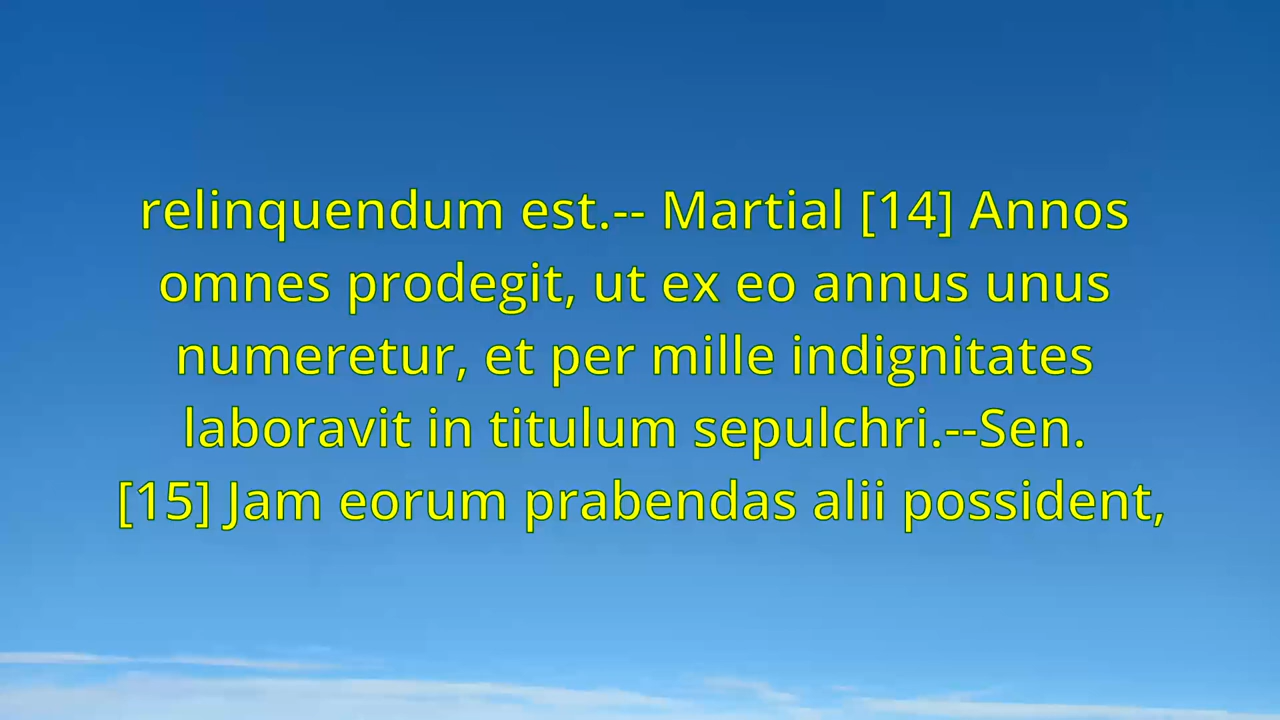 relinquendum est.-- Martial [14] Annos
omnes prodegit, ut ex eo annus unus
numeretur, et per mille indignitates
laboravit in titulum sepulchri.--Sen.
[15] Jam eorum prabendas alii possident,